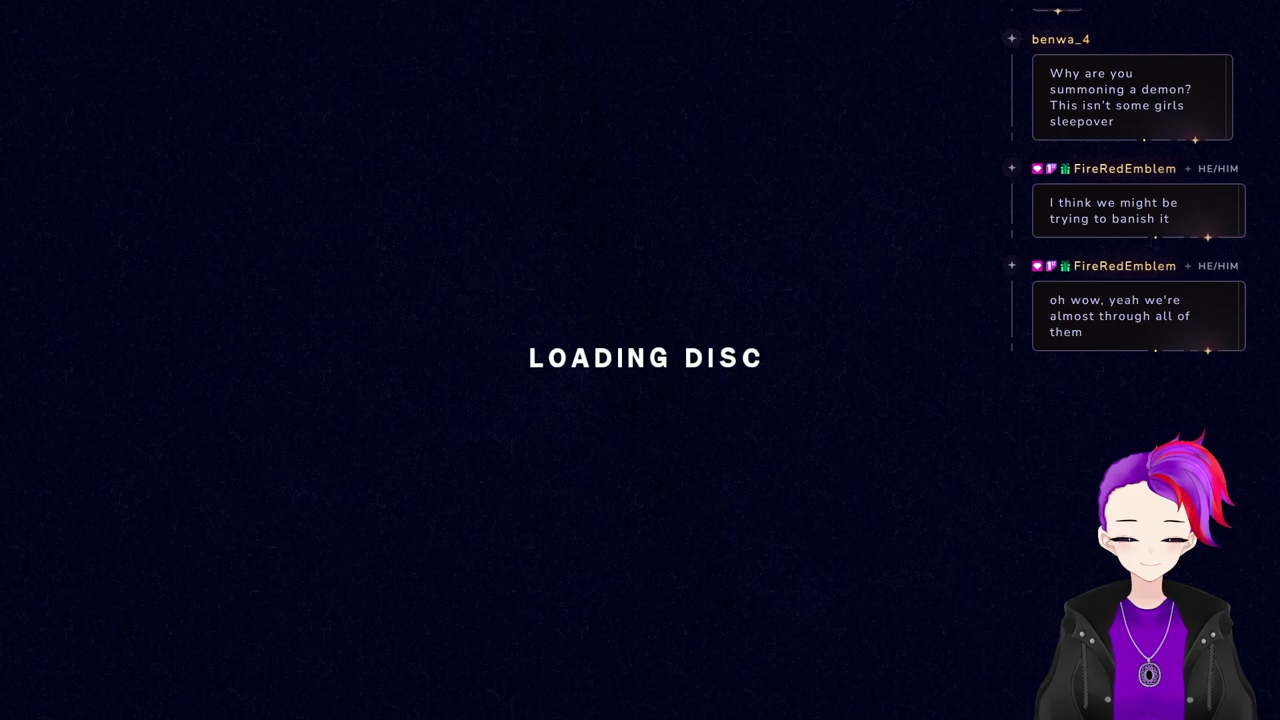 benwa_4
Why are you
summoning a demon?
This isn't some girls
sleepover
FireRedEmblem HE/HIM
I think we might be
trying to banish it
FireRedEmblem HE/HIM
oh wow, yeah we're
almost through all of
them
LOADING DISC